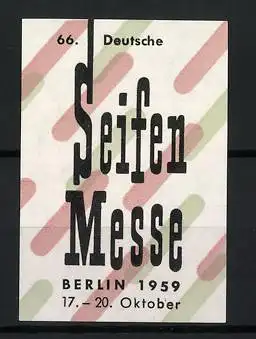 66. Deutsche
Seifen
Messe
BERLIN 1959
17.–20. Oktober